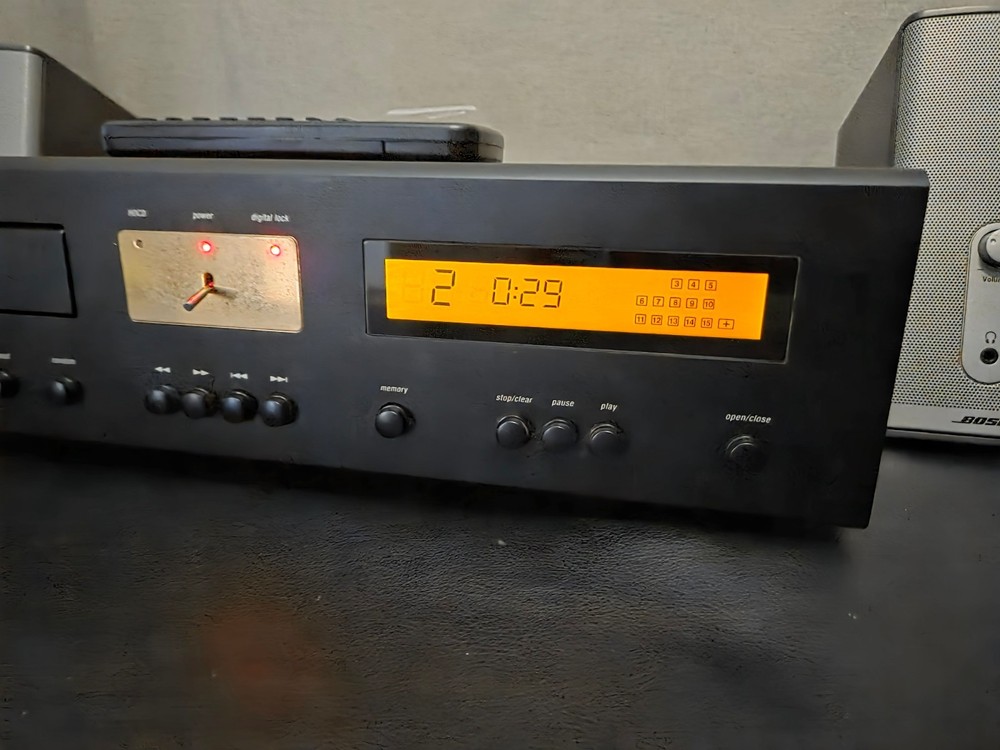 HDCD power digital lock
2 0:29
3 4 5
6 7 8 9 10
11 12 13 14 15 +
memory
stop/clear pause play
open/close